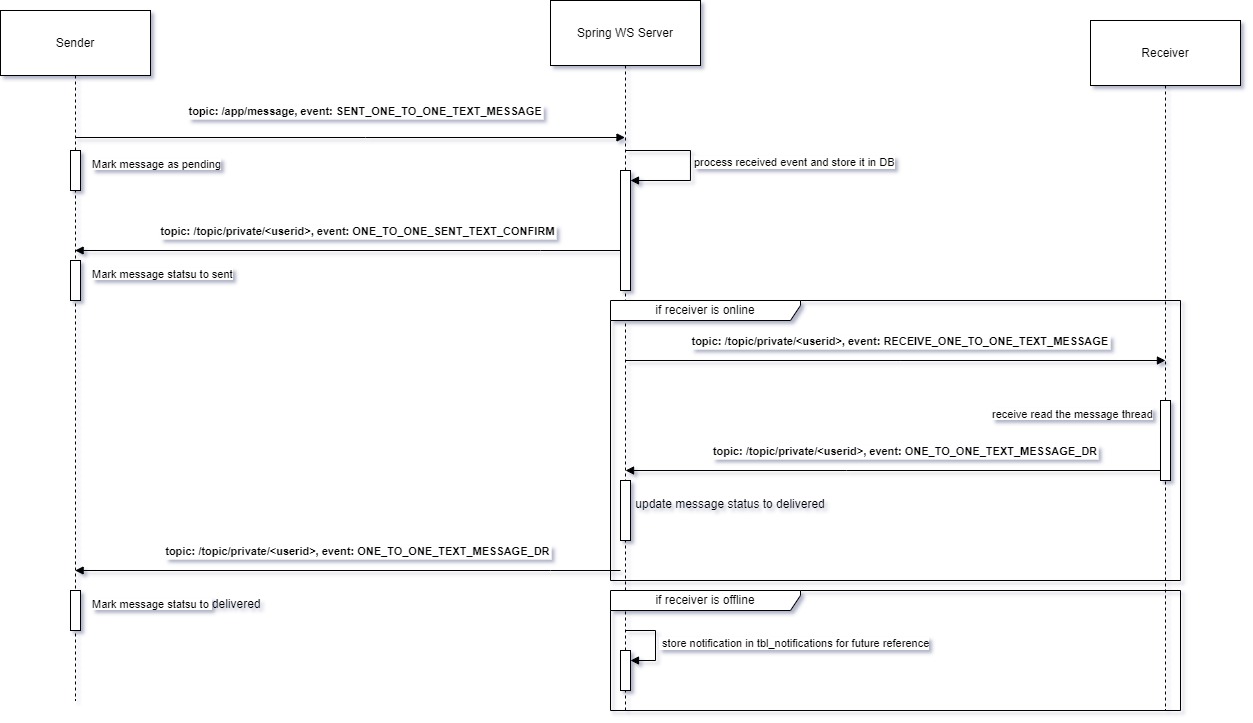 Sender
Spring WS Server
Receiver
topic: /app/message, event: SENT_ONE_TO_ONE_TEXT_MESSAGE
Mark message as pending
process received event and store it in DB
topic: /topic/private/<userid>, event: ONE_TO_ONE_SENT_TEXT_CONFIRM
Mark message statsu to sent
if receiver is online
topic: /topic/private/<userid>, event: RECEIVE_ONE_TO_ONE_TEXT_MESSAGE
receive read the message thread
topic: /topic/private/<userid>, event: ONE_TO_ONE_TEXT_MESSAGE_DR
update message status to delivered
topic: /topic/private/<userid>, event: ONE_TO_ONE_TEXT_MESSAGE_DR
Mark message statsu to delivered
if receiver is offline
store notification in tbl_notifications for future reference